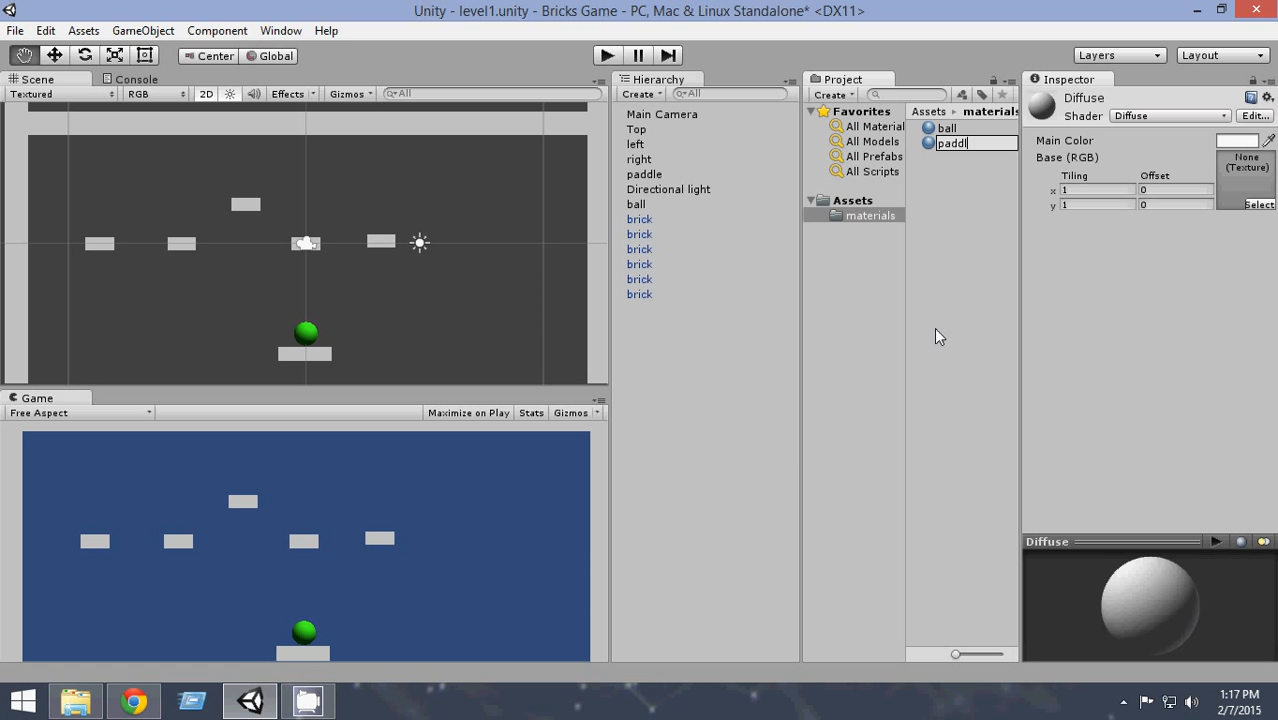 Unity - level1.unity - Bricks Game - PC, Mac & Linux Standalone* <DX11>
File Edit Assets GameObject Component Window Help
Center Global Layers Layout
Scene Console Hierarchy Project Inspector
Textured RGB 2D Effects Gizmos All Create All Create
Diffuse
Shader Diffuse Edit...
Favorites Assets materials
All Material
All Models
All Prefabs
All Scripts
Assets
materials
ball
paddl
Main Camera
Top
left
right
paddle
Directional light
ball
brick
brick
brick
brick
brick
brick
Main Color
Base (RGB) None
(Texture)
Tiling Offset
x 1 0
y 1 0 Select
Game
Free Aspect Maximize on Play Stats Gizmos
Diffuse
1:17 PM
2/7/2015